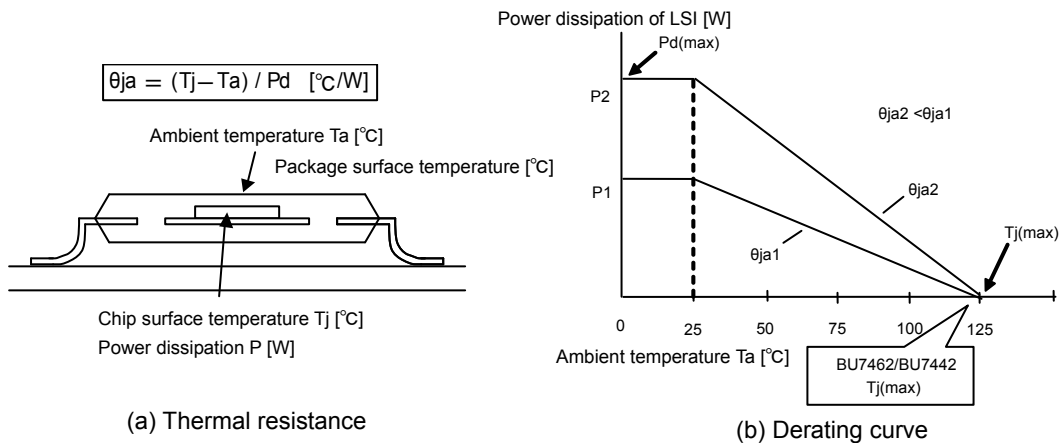 θja = (Tj−Ta) / Pd [℃/W]
Ambient temperature Ta [℃]
Package surface temperature [℃]
Chip surface temperature Tj [℃]
Power dissipation P [W]
(a) Thermal resistance
Power dissipation of LSI [W]
Pd(max)
P2
θja2 <θja1
P1
θja2
θja1
Tj(max)
0 25 50 75 100 125
Ambient temperature Ta [℃]
BU7462/BU7442
Tj(max)
(b) Derating curve